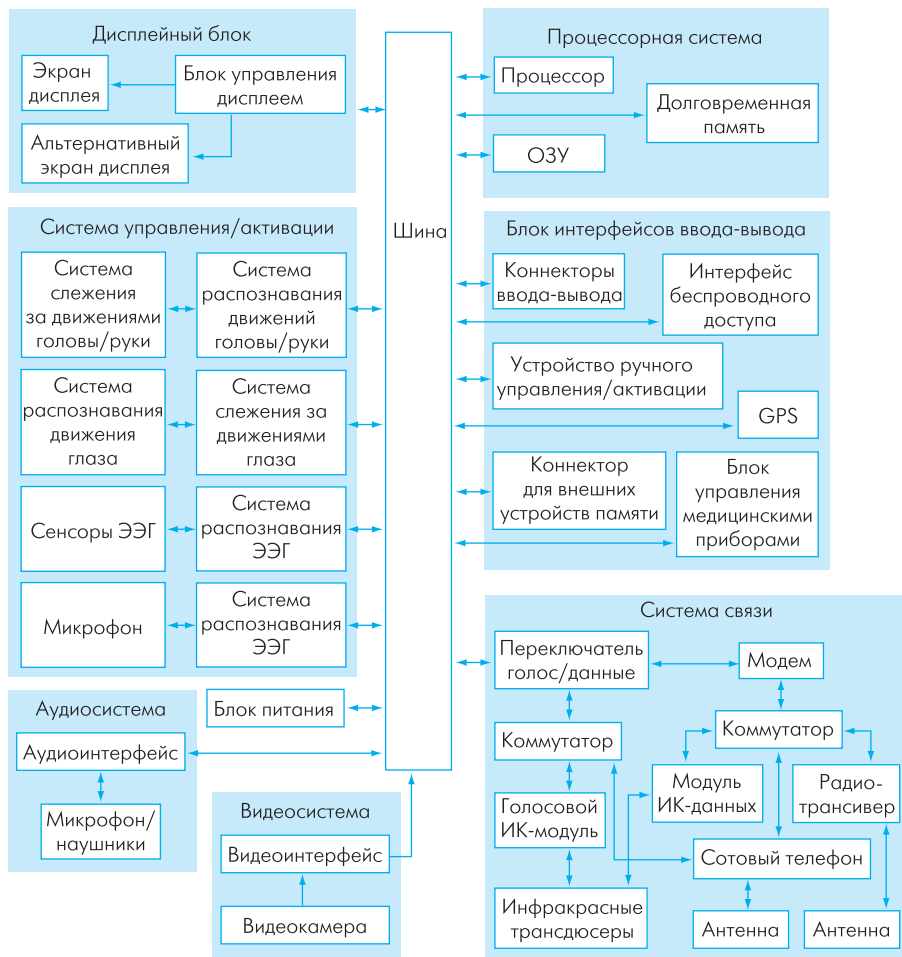 Дисплейный блок
Экран
дисплея
Блок управления
дисплеем
Альтернативный
экран дисплея
Система управления/активации
Система
слежения
за движениями
головы/руки
Система
распознавания
движений
головы/руки
Система
распознавания
движения
глаза
Система
слежения за
движениями
глаза
Сенсоры ЭЭГ
Система
распознавания
ЭЭГ
Микрофон
Система
распознавания
ЭЭГ
Аудиосистема
Аудиоинтерфейс
Микрофон/
наушники
Блок питания
Видеосистема
Видеоинтерфейс
Видеокамера
Шина
Процессорная система
Процессор
Долговременная
память
ОЗУ
Блок интерфейсов ввода-вывода
Коннекторы
ввода-вывода
Интерфейс
беспроводного
доступа
Устройство ручного
управления/активации
GPS
Коннектор
для внешних
устройств памяти
Блок
управления
медицинскими
приборами
Система связи
Переключатель
голос/данные
Модем
Коммутатор
Коммутатор
Голосовой
ИК-модуль
Модуль
ИК-данных
Радио-
трансивер
Сотовый телефон
Инфракрасные
трансдюсеры
Антенна
Антенна